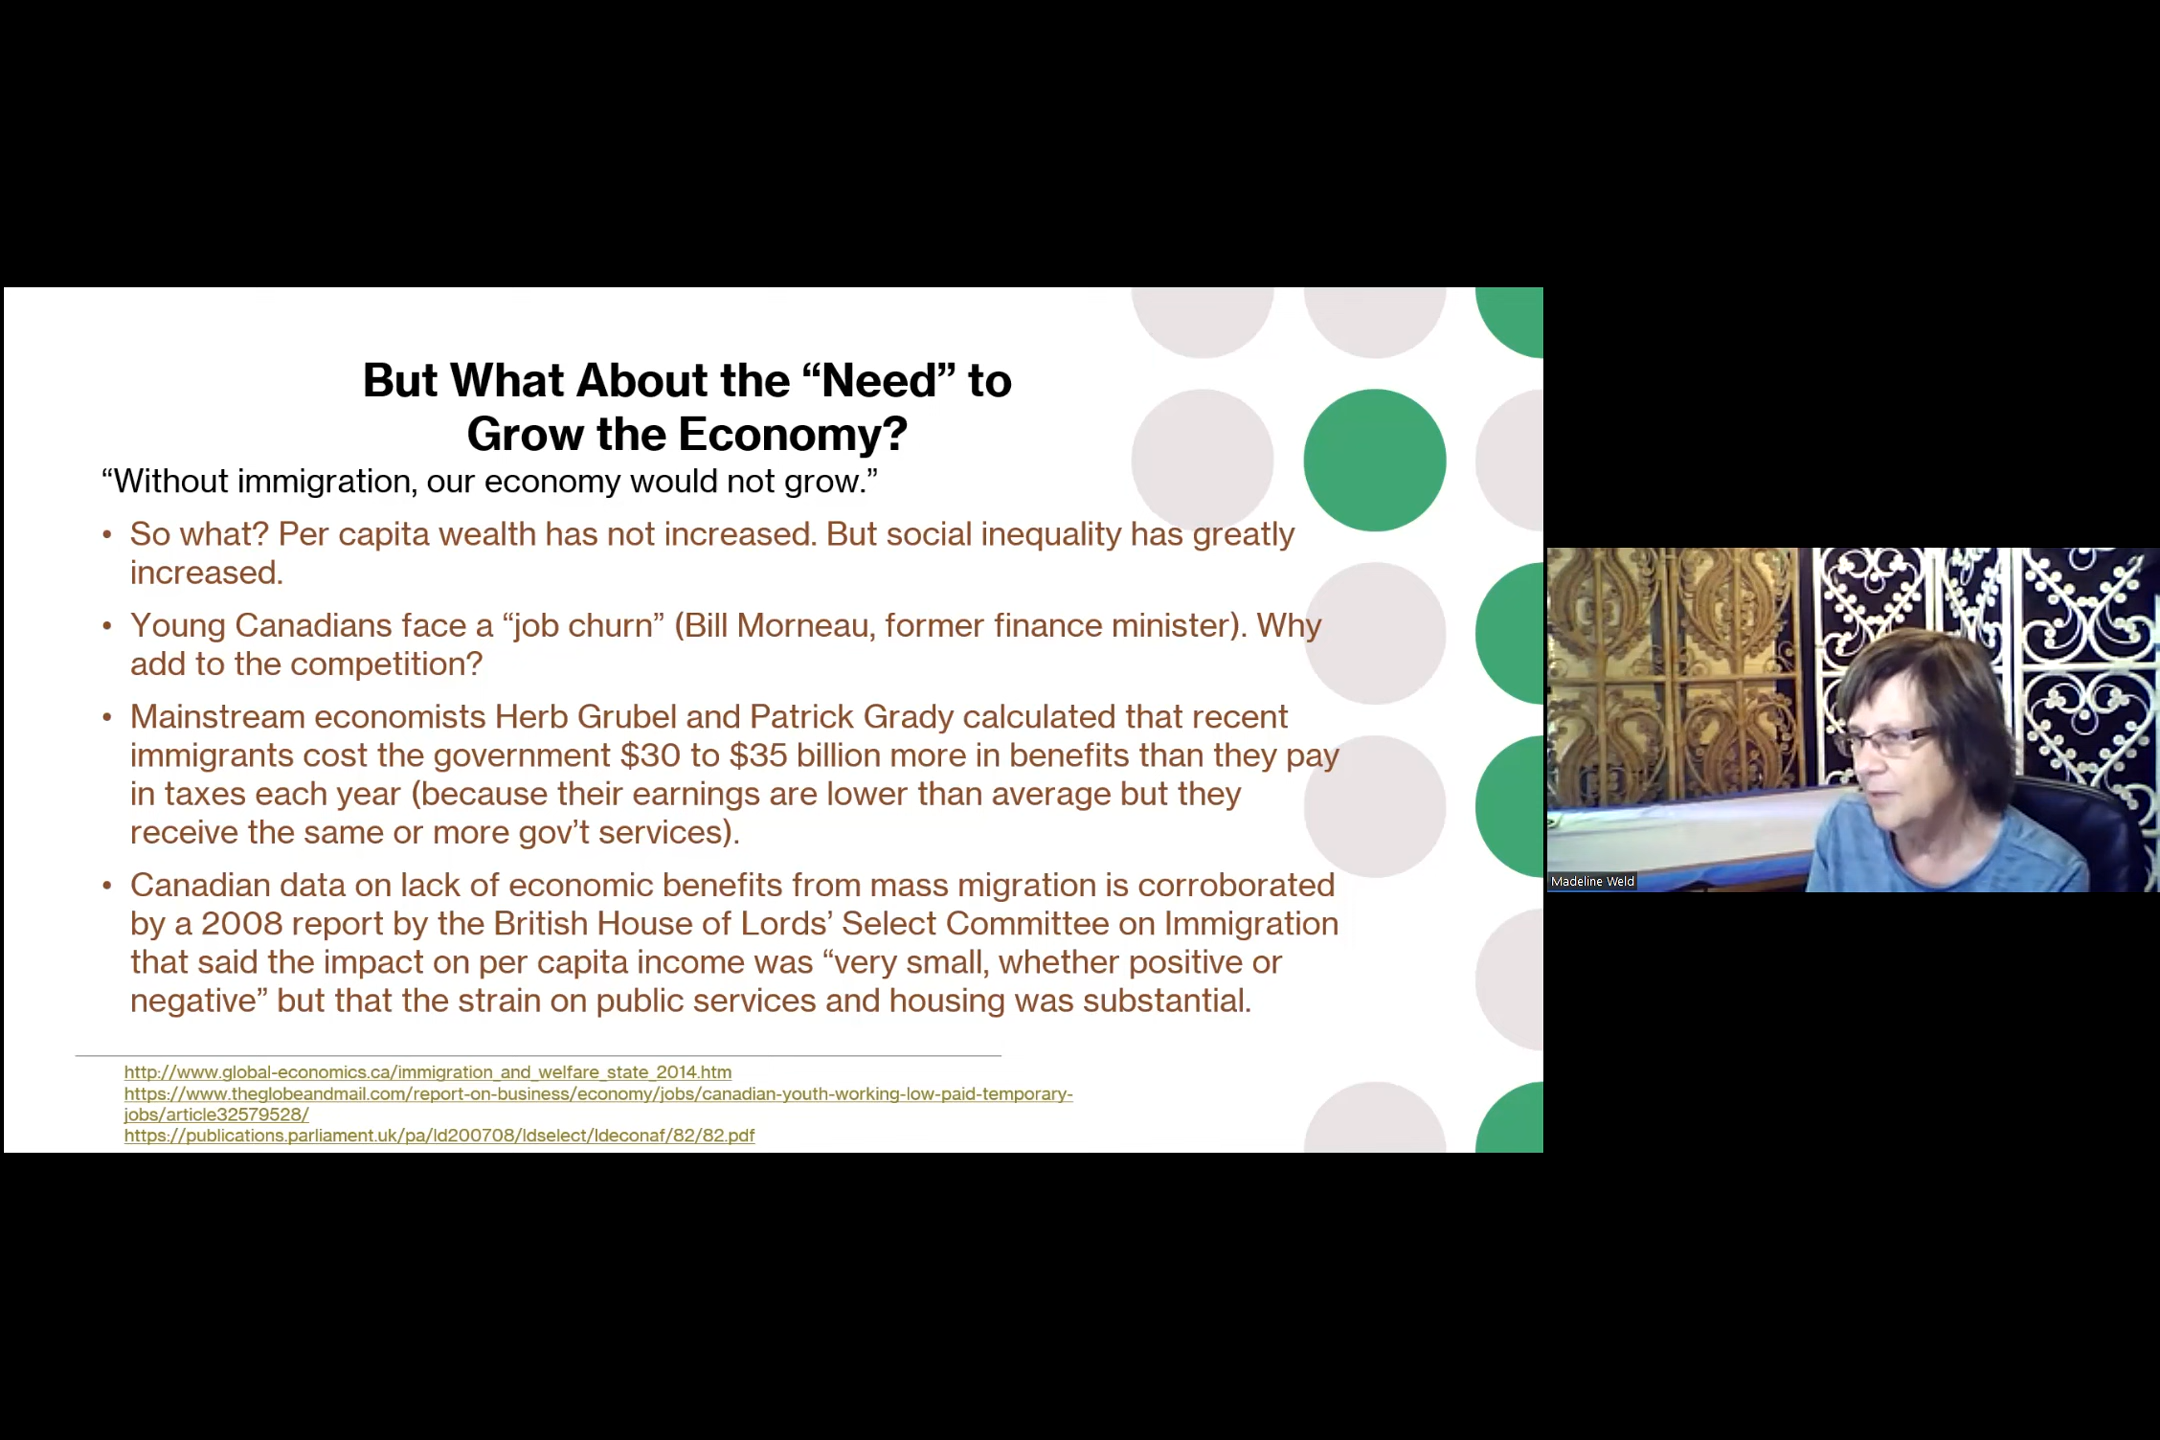 But What About the “Need” to
Grow the Economy?
“Without immigration, our economy would not grow.”
• So what? Per capita wealth has not increased. But social inequality has greatly
increased.
• Young Canadians face a “job churn” (Bill Morneau, former finance minister). Why
add to the competition?
• Mainstream economists Herb Grubel and Patrick Grady calculated that recent
immigrants cost the government $30 to $35 billion more in benefits than they pay
in taxes each year (because their earnings are lower than average but they
receive the same or more gov’t services).
• Canadian data on lack of economic benefits from mass migration is corroborated
by a 2008 report by the British House of Lords’ Select Committee on Immigration
that said the impact on per capita income was “very small, whether positive or
negative” but that the strain on public services and housing was substantial.
http://www.global-economics.ca/immigration_and_welfare_state_2014.htm
https://www.theglobeandmail.com/report-on-business/economy/jobs/canadian-youth-working-low-paid-temporary-
jobs/article32579528/
https://publications.parliament.uk/pa/ld200708/ldselect/ldeconaf/82/82.pdf
Madeline Weld